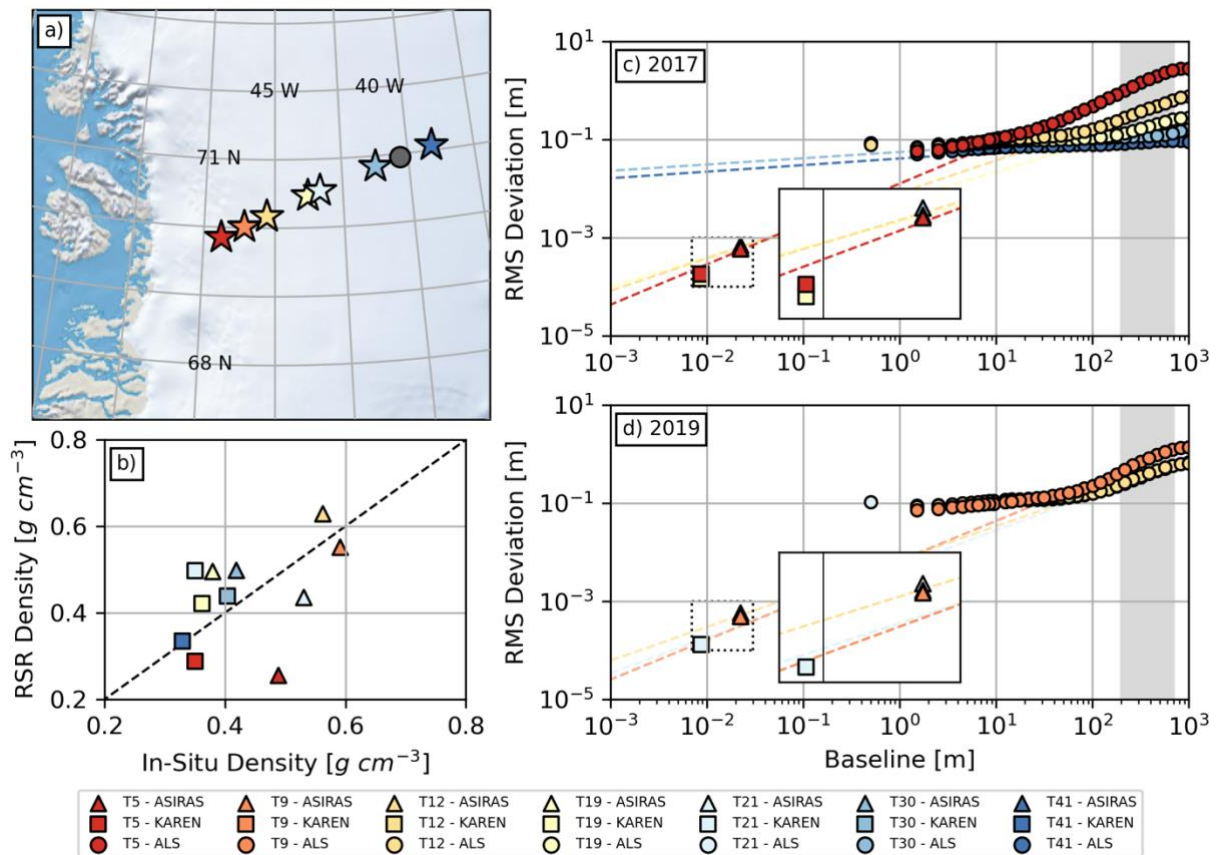 a)
45 W
40 W
71 N
68 N
b)
RSR Density [g cm⁻³]
0.8
0.6
0.4
0.2
0.2 0.4 0.6 0.8
In-Situ Density [g cm⁻³]
c) 2017
RMS Deviation [m]
10¹
10⁻¹
10⁻³
10⁻⁵
10⁻³ 10⁻² 10⁻¹ 10⁰ 10¹ 10² 10³
d) 2019
RMS Deviation [m]
10¹
10⁻¹
10⁻³
10⁻⁵
10⁻³ 10⁻² 10⁻¹ 10⁰ 10¹ 10² 10³
Baseline [m]
T5 - ASIRAS T9 - ASIRAS T12 - ASIRAS T19 - ASIRAS T21 - ASIRAS T30 - ASIRAS T41 - ASIRAS
T5 - KAREN T9 - KAREN T12 - KAREN T19 - KAREN T21 - KAREN T30 - KAREN T41 - KAREN
T5 - ALS T9 - ALS T12 - ALS T19 - ALS T21 - ALS T30 - ALS T41 - ALS